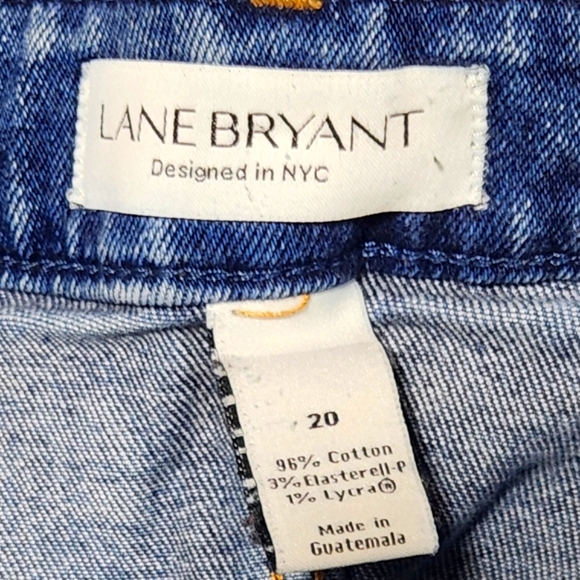 LANE BRYANT
Designed in NYC
20
96% Cotton
3% Elasterell-P
1% Lycra®
Made in
Guatemala